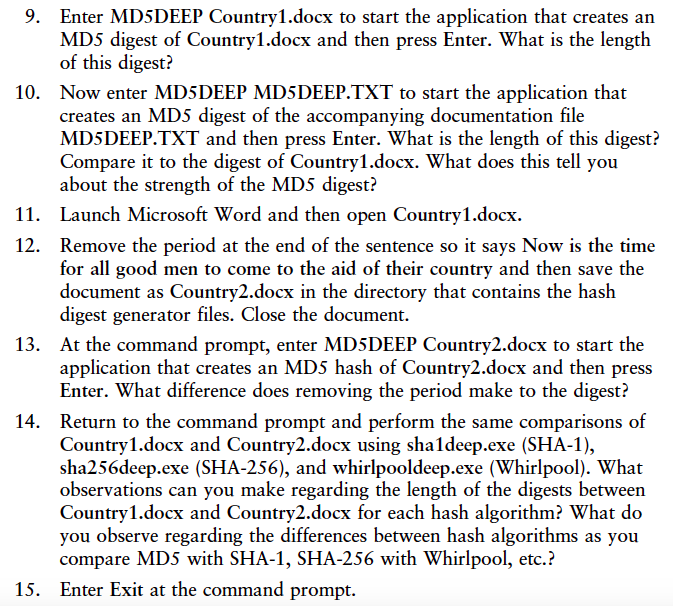 9. Enter MD5DEEP Country1.docx to start the application that creates an
MD5 digest of Country1.docx and then press Enter. What is the length
of this digest?
10. Now enter MD5DEEP MD5DEEP.TXT to start the application that
creates an MD5 digest of the accompanying documentation file
MD5DEEP.TXT and then press Enter. What is the length of this digest?
Compare it to the digest of Country1.docx. What does this tell you
about the strength of the MD5 digest?
11. Launch Microsoft Word and then open Country1.docx.
12. Remove the period at the end of the sentence so it says Now is the time
for all good men to come to the aid of their country and then save the
document as Country2.docx in the directory that contains the hash
digest generator files. Close the document.
13. At the command prompt, enter MD5DEEP Country2.docx to start the
application that creates an MD5 hash of Country2.docx and then press
Enter. What difference does removing the period make to the digest?
14. Return to the command prompt and perform the same comparisons of
Country1.docx and Country2.docx using sha1deep.exe (SHA-1),
sha256deep.exe (SHA-256), and whirlpooldeep.exe (Whirlpool). What
observations can you make regarding the length of the digests between
Country1.docx and Country2.docx for each hash algorithm? What do
you observe regarding the differences between hash algorithms as you
compare MD5 with SHA-1, SHA-256 with Whirlpool, etc.?
15. Enter Exit at the command prompt.